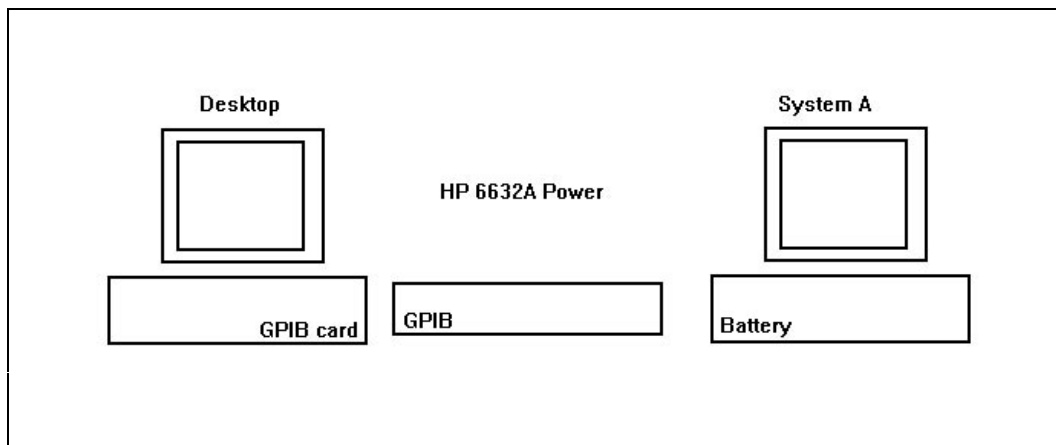 Desktop
System A
HP 6632A Power
GPIB card
GPIB
Battery